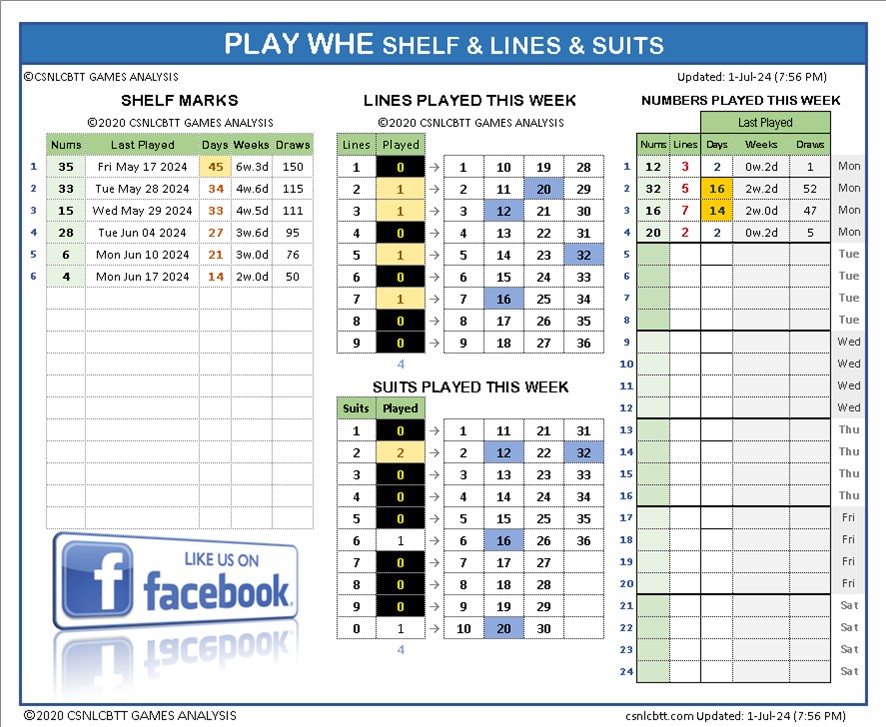 PLAY WHE SHELF & LINES & SUITS
©CSNLCBTT GAMES ANALYSIS
Updated: 1-Jul-24 (7:56 PM)
SHELF MARKS
©2020 CSNLCBTT GAMES ANALYSIS
Nums Last Played Days Weeks Draws
1 35 Fri May 17 2024 45 6w.3d 150
2 33 Tue May 28 2024 34 4w.6d 115
3 15 Wed May 29 2024 33 4w.5d 111
4 28 Tue Jun 04 2024 27 3w.6d 95
5 6 Mon Jun 10 2024 21 3w.0d 76
6 4 Mon Jun 17 2024 14 2w.0d 50
LIKE US ON
f facebook
LINES PLAYED THIS WEEK
©2020 CSNLCBTT GAMES ANALYSIS
Lines Played
1 0 → 1 10 19 28
2 1 → 2 11 20 29
3 1 → 3 12 21 30
4 0 → 4 13 22 31
5 1 → 5 14 23 32
6 0 → 6 15 24 33
7 1 → 7 16 25 34
8 0 → 8 17 26 35
9 0 → 9 18 27 36
4
SUITS PLAYED THIS WEEK
Suits Played
1 0 → 1 11 21 31
2 2 → 2 12 22 32
3 0 → 3 13 23 33
4 0 → 4 14 24 34
5 0 → 5 15 25 35
6 1 → 6 16 26 36
7 0 → 7 17 27
8 0 → 8 18 28
9 0 → 9 19 29
0 1 → 10 20 30
4
NUMBERS PLAYED THIS WEEK
Last Played
Nums Lines Days Weeks Draws
1 12 3 2 0w.2d 1 Mon
2 32 5 16 2w.2d 52 Mon
3 16 7 14 2w.0d 47 Mon
4 20 2 2 0w.2d 5 Mon
5 Tue
6 Tue
7 Tue
8 Tue
9 Wed
10 Wed
11 Wed
12 Wed
13 Thu
14 Thu
15 Thu
16 Thu
17 Fri
18 Fri
19 Fri
20 Fri
21 Sat
22 Sat
23 Sat
24 Sat
©2020 CSNLCBTT GAMES ANALYSIS
csnlcbtt.com Updated: 1-Jul-24 (7:56 PM)